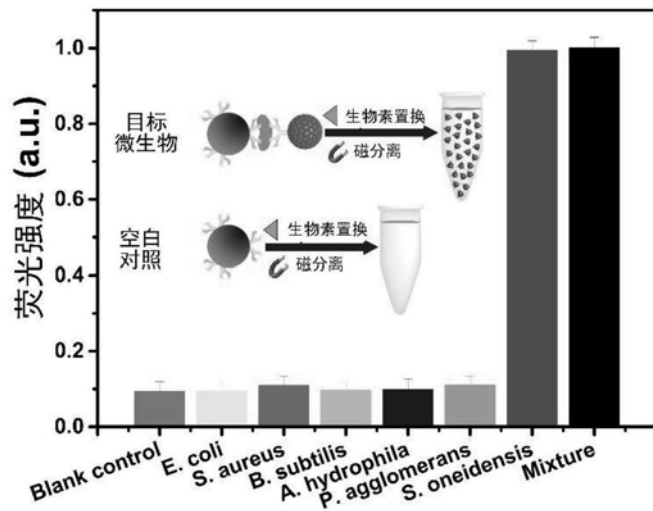 荧光强度 (a.u.)
1.0
0.8
0.6
0.4
0.2
0.0
目标
微生物
生物素置换
磁分离
空白
对照
生物素置换
磁分离
Blank control
E. coli
S. aureus
B. subtilis
A. hydrophila
P. agglomerans
S. oneidensis
Mixture